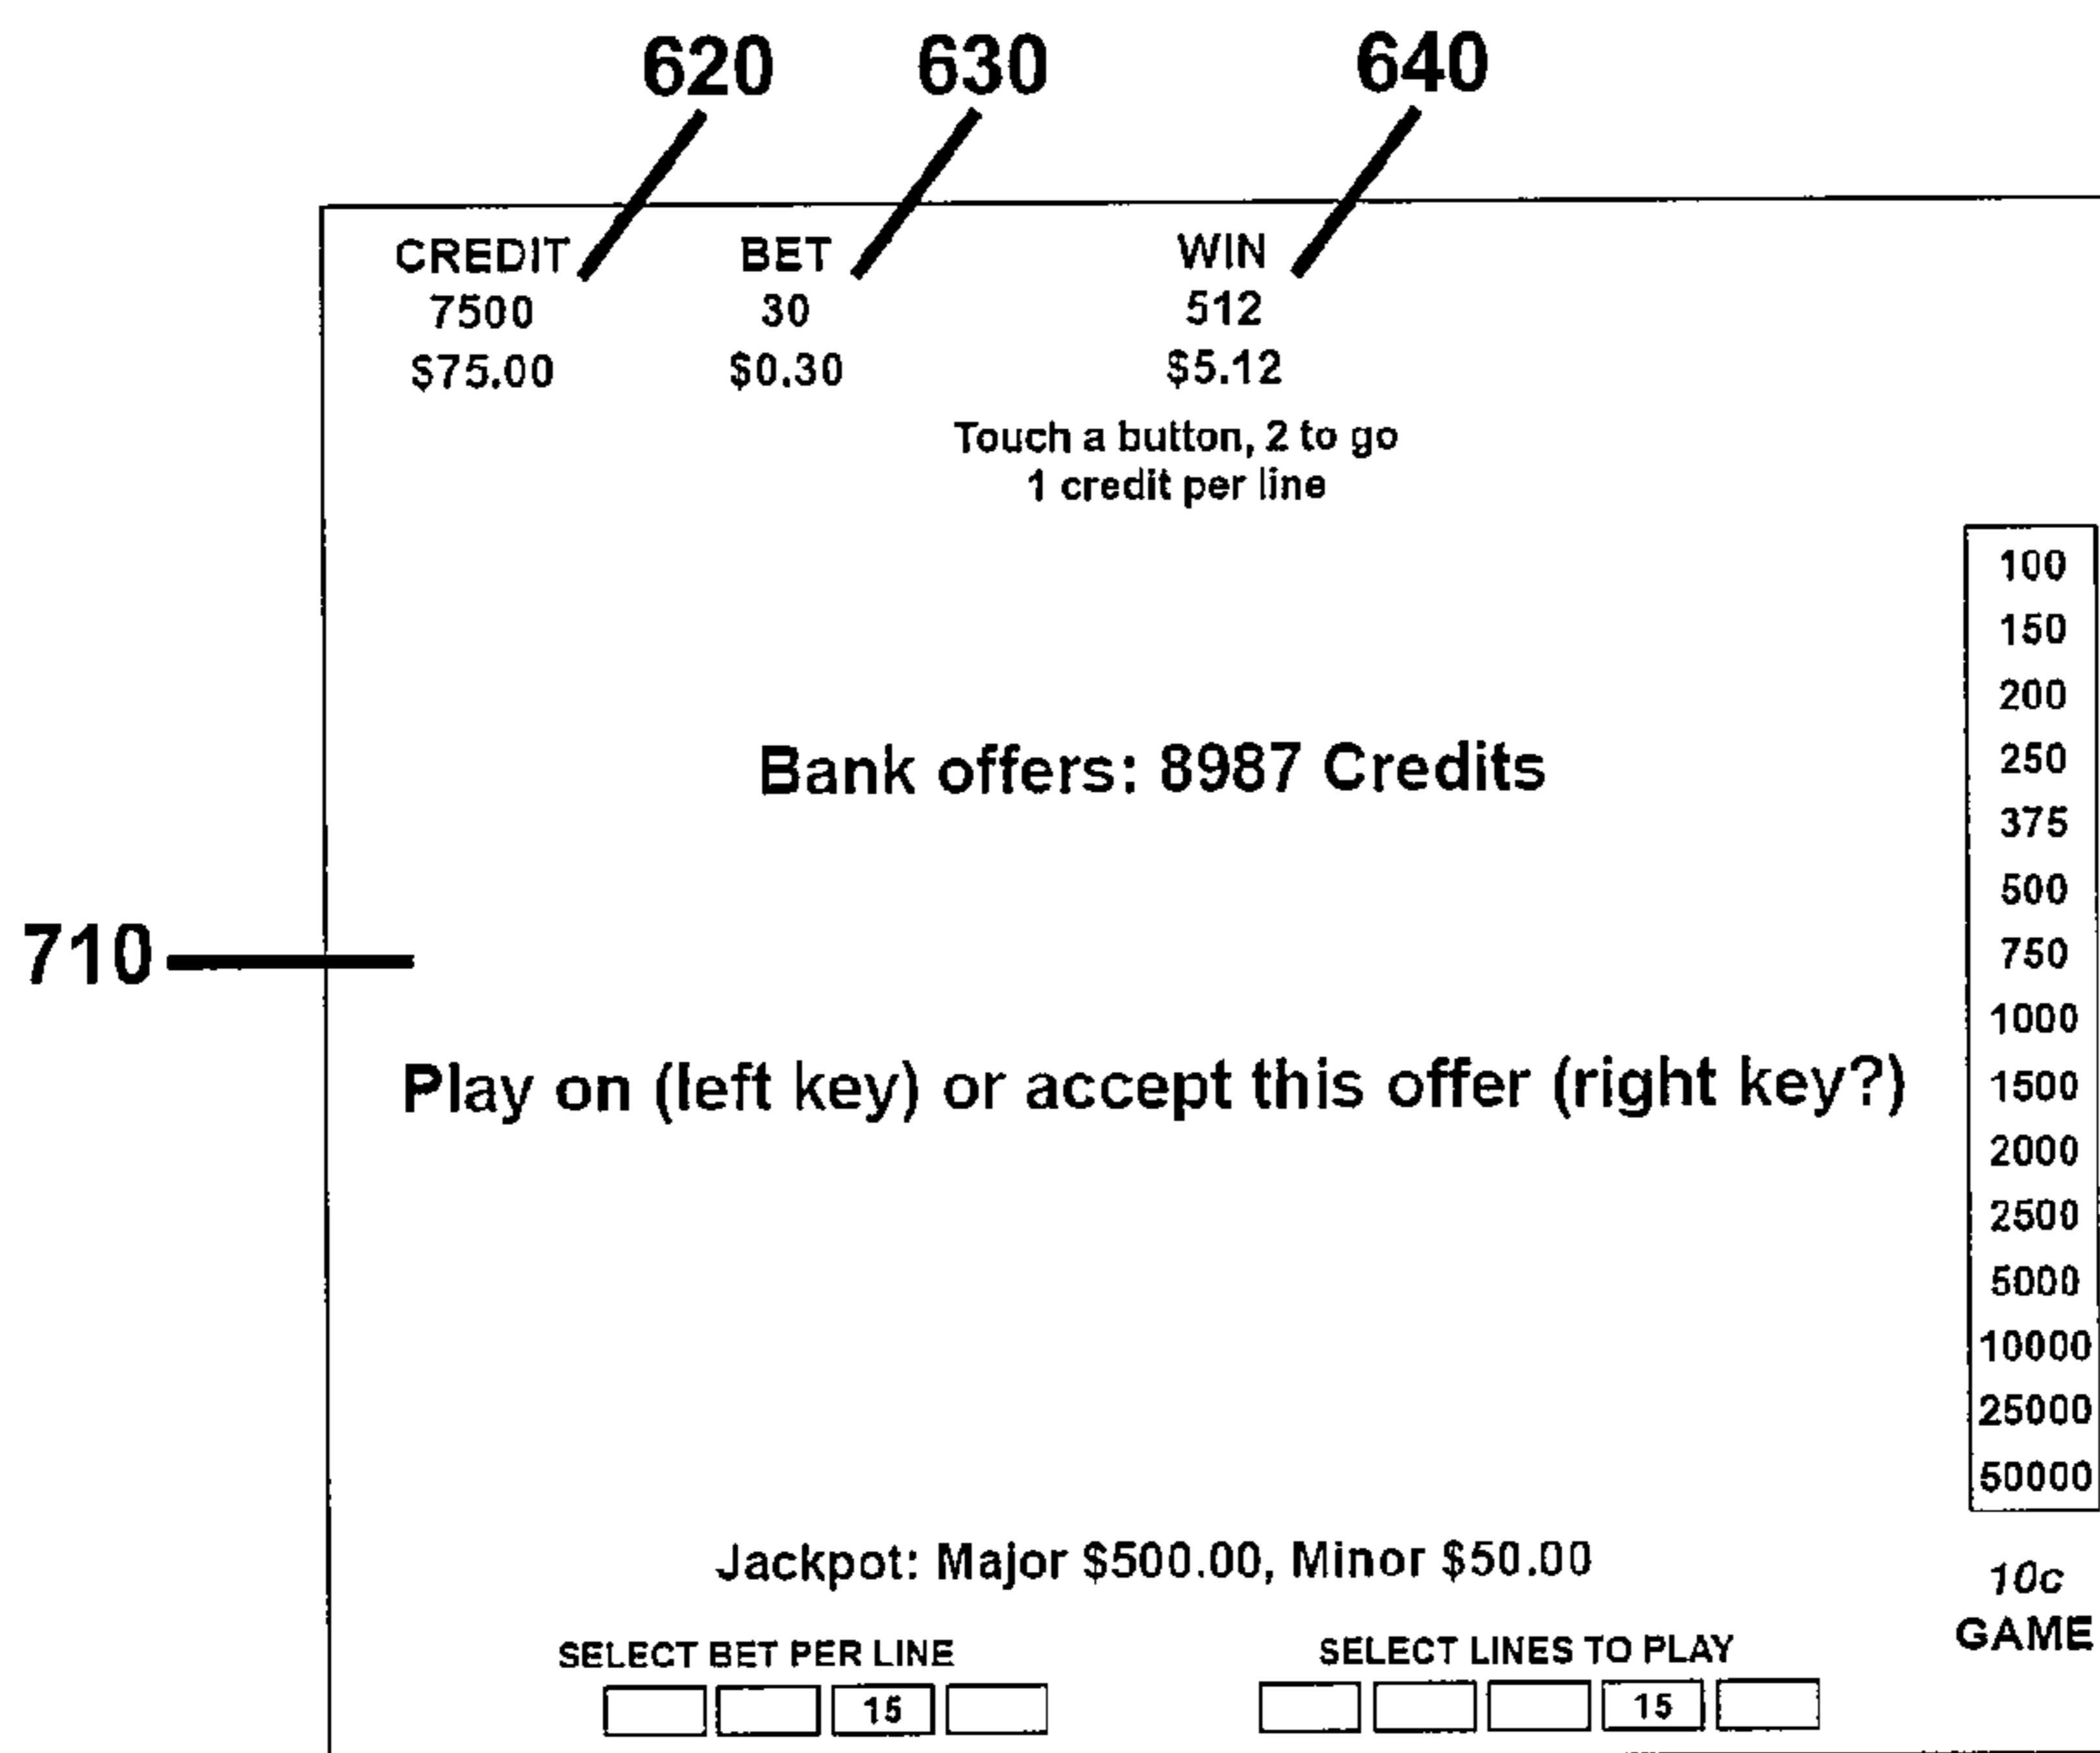 620 630 640
CREDIT BET WIN
7500 30 512
$75.00 $0.30 $5.12
Touch a button, 2 to go
1 credit per line
100
150
200
Bank offers: 8987 Credits
250
375
500
710
750
1000
Play on (left key) or accept this offer (right key?)
1500
2000
2500
5000
10000
25000
50000
Jackpot: Major $500.00, Minor $50.00
10c
GAME
SELECT BET PER LINE SELECT LINES TO PLAY
15 15